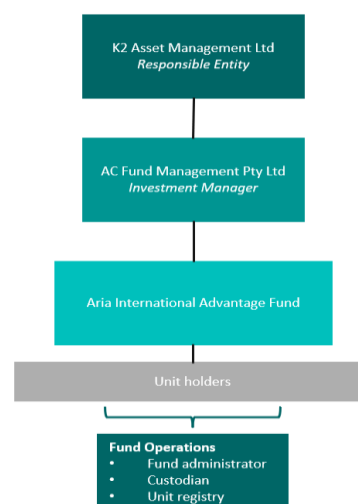 K2 Asset Management Ltd
Responsible Entity
AC Fund Management Pty Ltd
Investment Manager
Aria International Advantage Fund
Unit holders
Fund Operations
• Fund administrator
• Custodian
• Unit registry